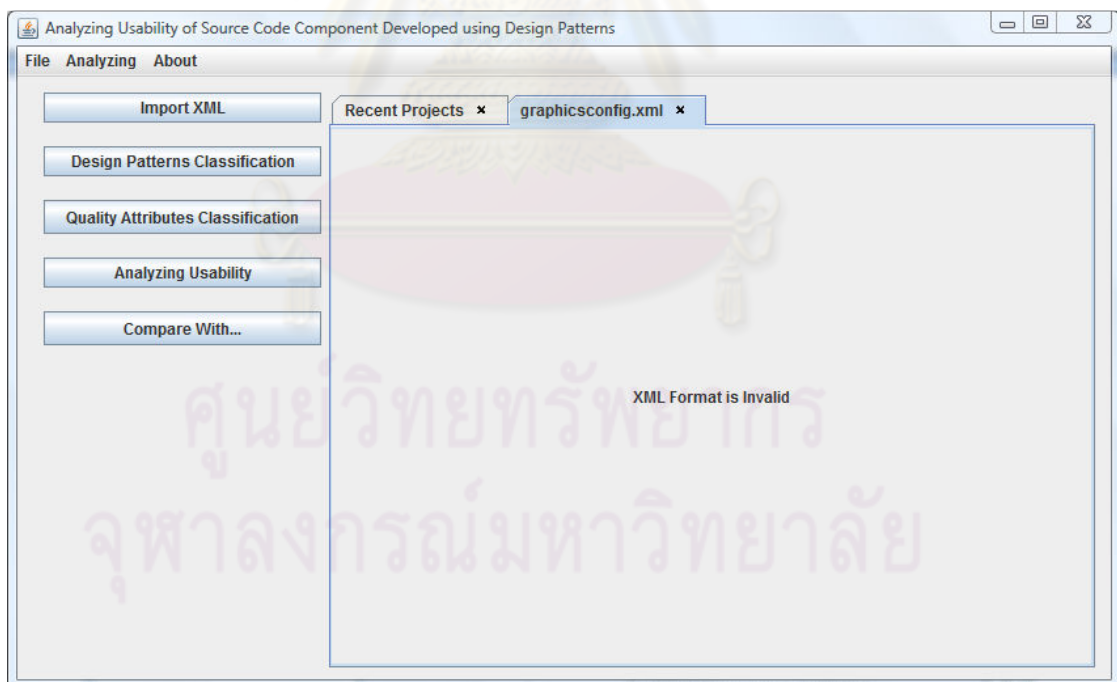 Analyzing Usability of Source Code Component Developed using Design Patterns
File Analyzing About
Import XML
Design Patterns Classification
Quality Attributes Classification
Analyzing Usability
Compare With...
Recent Projects
graphicsconfig.xml
XML Format is Invalid
ศูนย์วิทยทรัพยากร
จุฬาลงกรณ์มหาวิทยาลัย